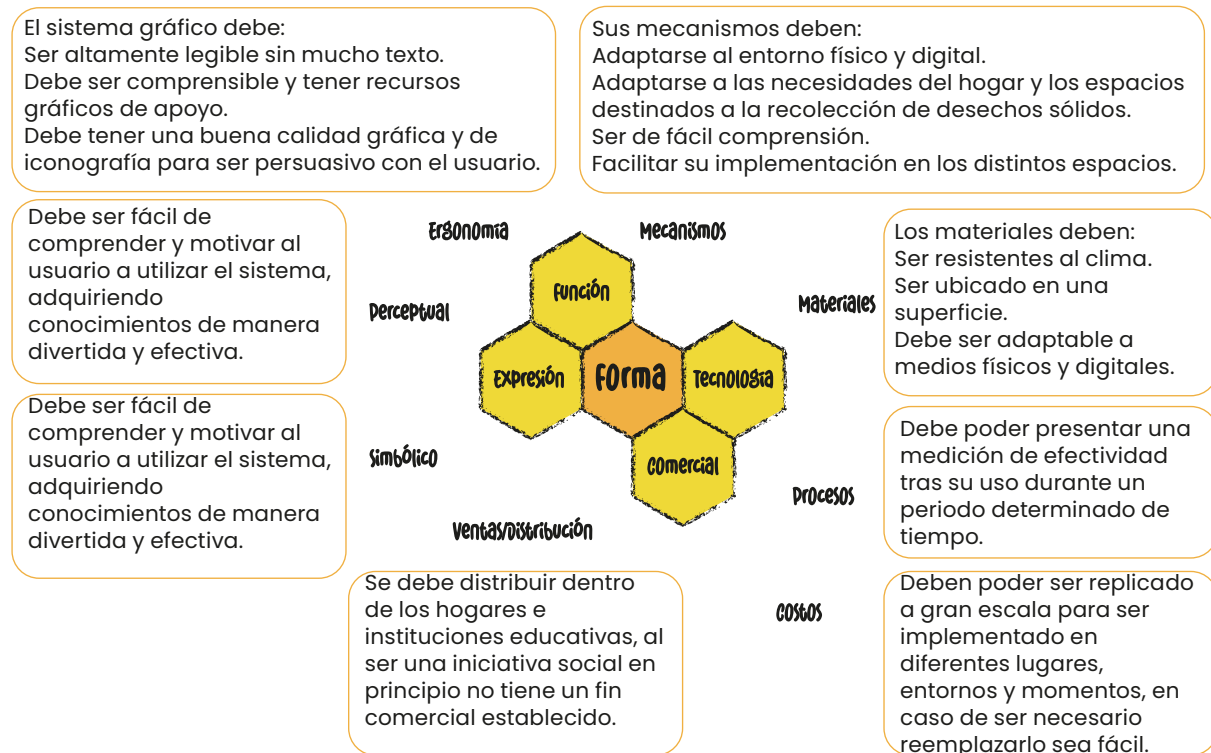 El sistema gráfico debe:
Ser altamente legible sin mucho texto.
Debe ser comprensible y tener recursos
gráficos de apoyo.
Debe tener una buena calidad gráfica y de
iconografía para ser persuasivo con el usuario.
Sus mecanismos deben:
Adaptarse al entorno físico y digital.
Adaptarse a las necesidades del hogar y los espacios
destinados a la recolección de desechos sólidos.
Ser de fácil comprensión.
Facilitar su implementación en los distintos espacios.
Debe ser fácil de
comprender y motivar al
usuario a utilizar el sistema,
adquiriendo
conocimientos de manera
divertida y efectiva.
Ergonomía
Mecanismos
Perceptual
Materiales
Función
Expresión
Forma
Tecnología
Comercial
Los materiales deben:
Ser resistentes al clima.
Ser ubicado en una
superficie.
Debe ser adaptable a
medios físicos y digitales.
Debe ser fácil de
comprender y motivar al
usuario a utilizar el sistema,
adquiriendo
conocimientos de manera
divertida y efectiva.
Simbólico
Procesos
Ventas/Distribución
Debe poder presentar una
medición de efectividad
tras su uso durante un
periodo determinado de
tiempo.
Se debe distribuir dentro
de los hogares e
instituciones educativas, al
ser una iniciativa social en
principio no tiene un fin
comercial establecido.
Costos
Deben poder ser replicado
a gran escala para ser
implementado en
diferentes lugares,
entornos y momentos, en
caso de ser necesario
reemplazarlo sea fácil.